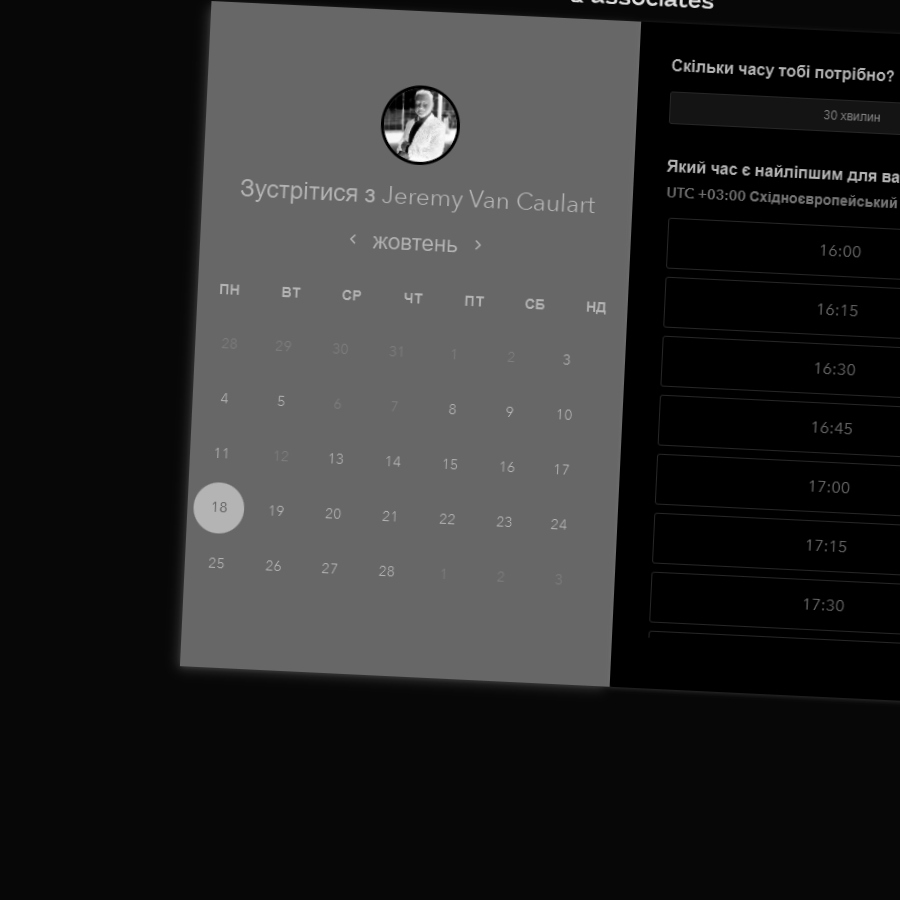 & associates
Зустрітися з Jeremy Van Caulart
жовтень
ПН ВТ СР ЧТ ПТ СБ НД
28 29 30 31 1 2 3
4 5 6 7 8 9 10
11 12 13 14 15 16 17
18 19 20 21 22 23 24
25 26 27 28 1 2 3
Скільки часу тобі потрібно?
30 хвилин
Який час є найліпшим для ва
UTC +03:00 Східноєвропейський
16:00
16:15
16:30
16:45
17:00
17:15
17:30